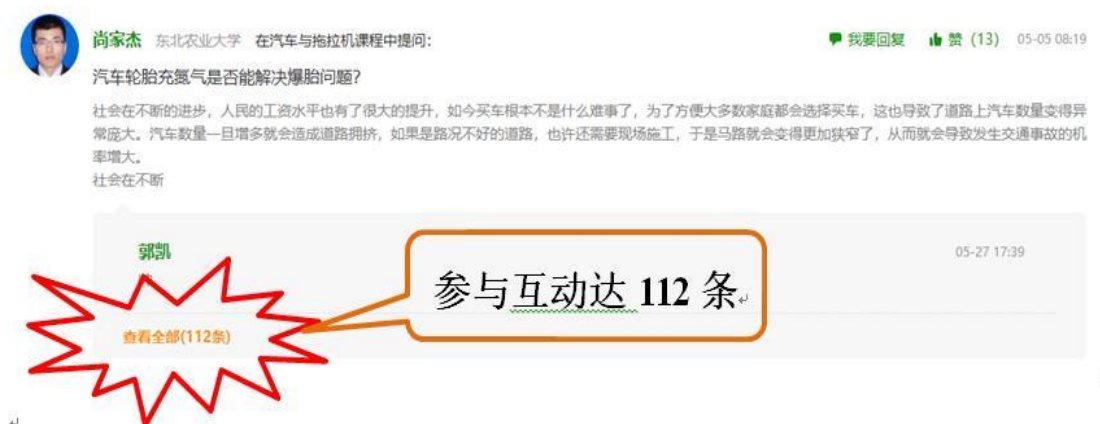 尚家杰 东北农业大学 在汽车与拖拉机课程中提问： 我要回复 赞 (13) 05-05 08:19
汽车轮胎充氮气是否能解决爆胎问题?
社会在不断的进步，人民的工资水平也有了很大的提升，如今买车根本不是什么难事了，为了方便大多数家庭都会选择买车，这也导致了道路上汽车数量变得异
常庞大。汽车数量一旦增多就会造成道路拥挤，如果是路况不好的道路，也许还需要现场施工，于是马路就会变得更加狭窄了，从而就会导致发生交通事故的机
率增大。
社会在不断
郭凯 05-27 17:39
参与互动达 112 条
查看全部(112条)